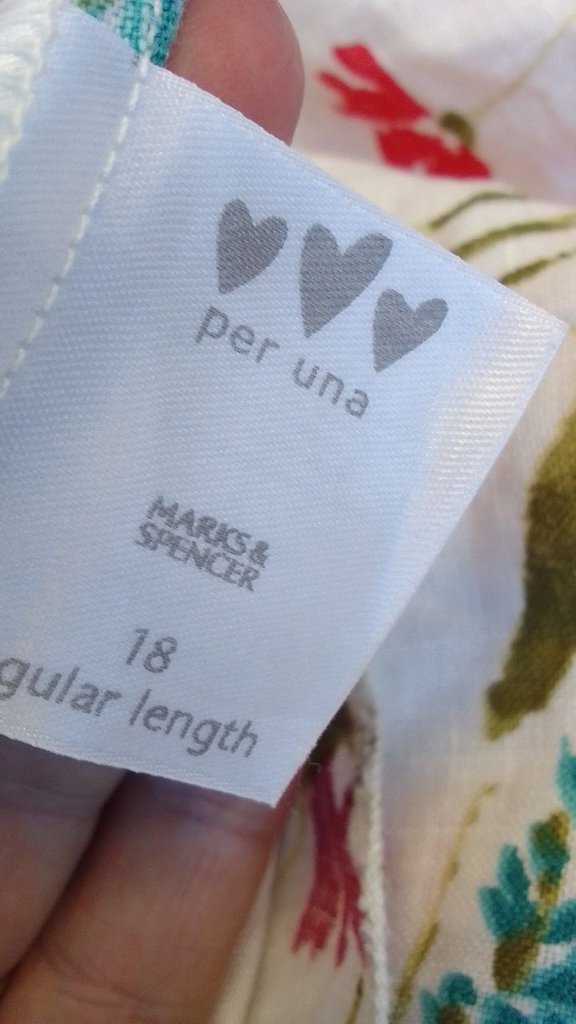 per una
MARKS &
SPENCER
18
gular length